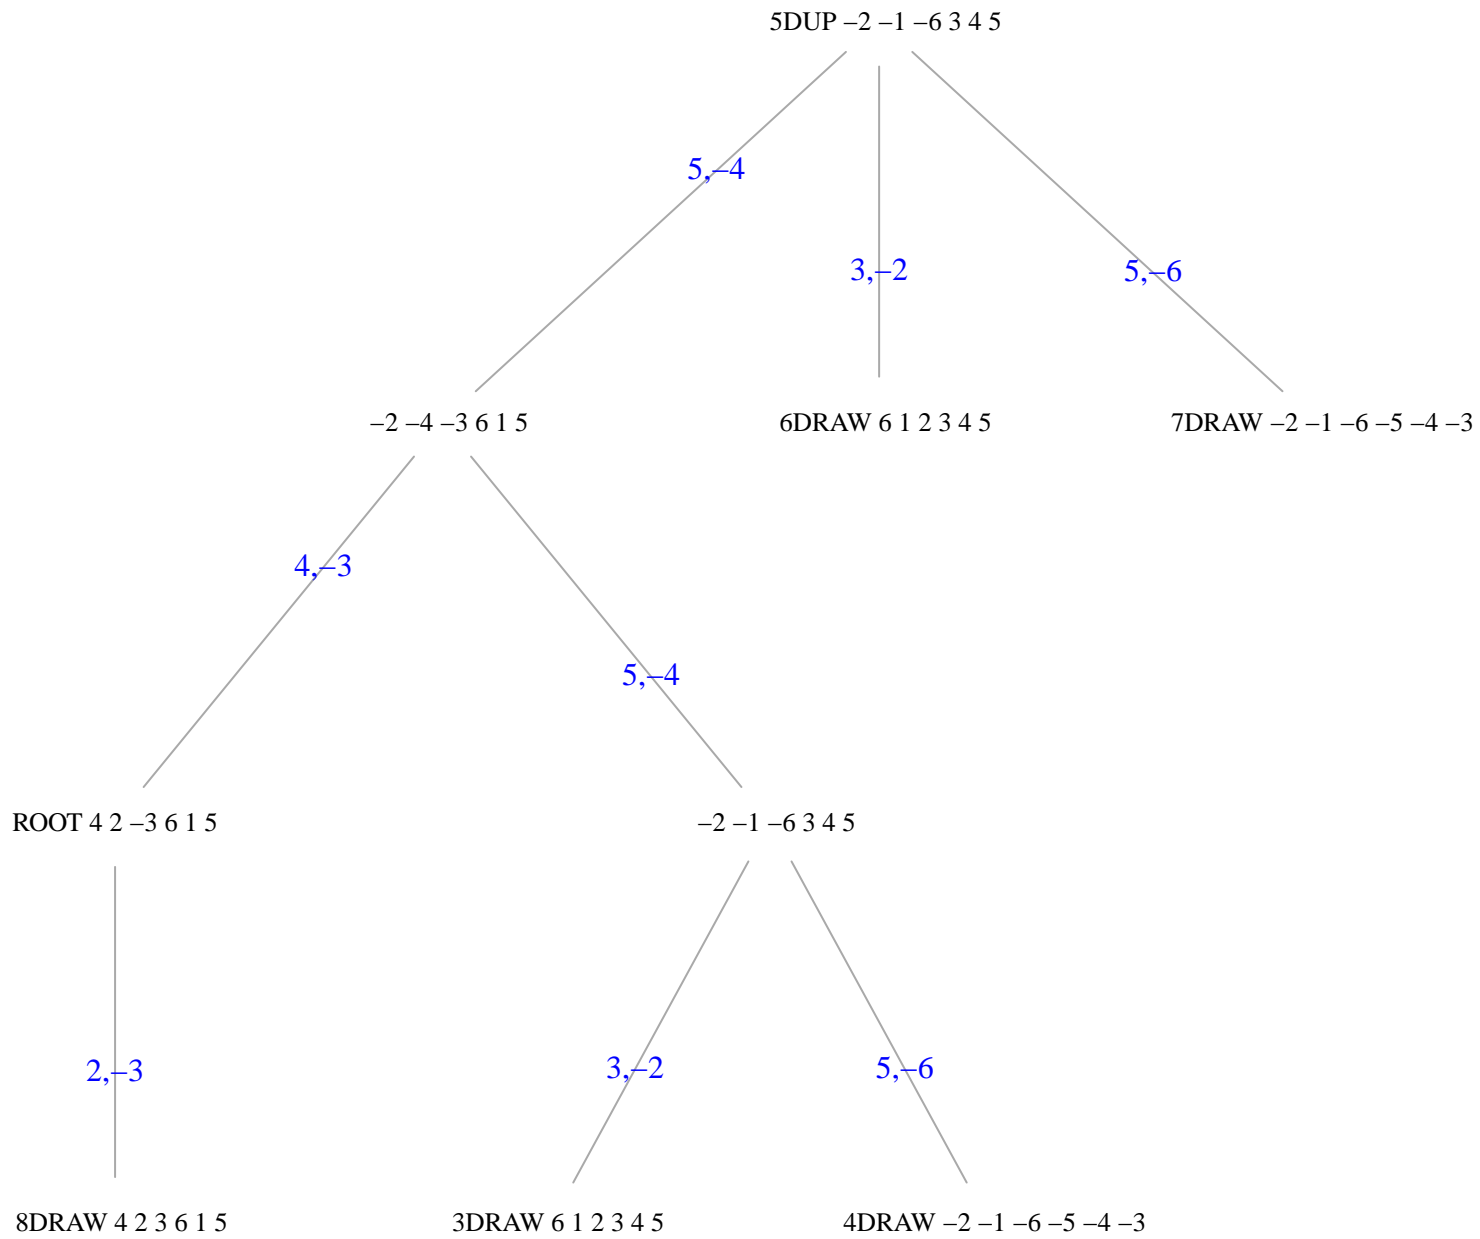 5DUP –2 –1 –6 3 4 5
5,–4
3,–2
5,–6
–2 –4 –3 6 1 5
6DRAW 6 1 2 3 4 5
7DRAW –2 –1 –6 –5 –4 –3
4,–3
5,–4
ROOT 4 2 –3 6 1 5
–2 –1 –6 3 4 5
2,–3
3,–2
5,–6
8DRAW 4 2 3 6 1 5
3DRAW 6 1 2 3 4 5
4DRAW –2 –1 –6 –5 –4 –3